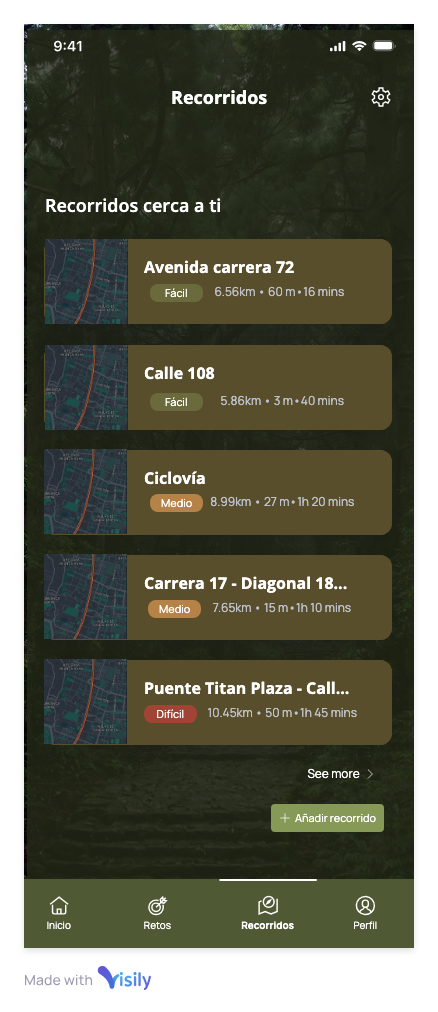 9:41
Recorridos
Recorridos cerca a ti
Avenida carrera 72
Fácil 6.56km • 60 m•16 mins
Calle 108
Fácil 5.86km • 3 m•40 mins
Ciclovía
Medio 8.99km • 27 m•1h 20 mins
Carrera 17 - Diagonal 18...
Medio 7.65km • 15 m•1h 10 mins
Puente Titan Plaza - Call...
Difícil 10.45km • 50 m•1h 45 mins
See more
+ Añadir recorrido
Inicio Retos Recorridos Perfil
Made with Visily